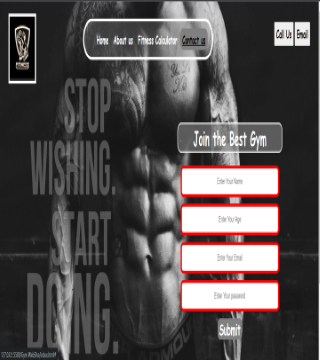 Home About us Fitness Calculator Contact us
Call Us Email
FITNESS
STOP
WISHING.
START
DOING.
Join the Best Gym
Enter Your Name
Enter Your Age
Enter Your Email
Enter Your password
Submit